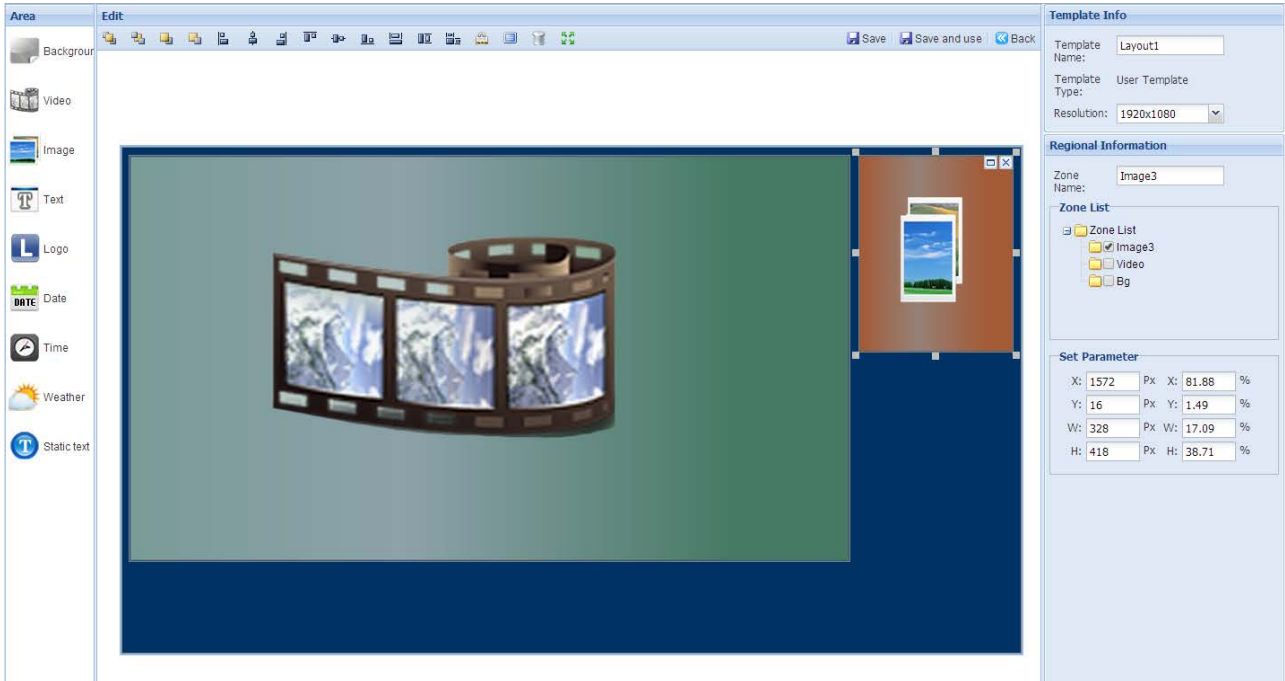 Area
Backgrour
Video
Image
T
Text
L
Logo
DATE
Date
Time
Weather
T
Static text
Edit
Save
Save and use
Back
Template Info
Template Name:
Layout1
Template Type:
User Template
Resolution:
1920x1080
Regional Information
Zone Name:
Image3
Zone List
Zone List
Image3
Video
Bg
Set Parameter
X: 1572 Px X: 81.88 %
Y: 16 Px Y: 1.49 %
W: 328 Px W: 17.09 %
H: 418 Px H: 38.71 %